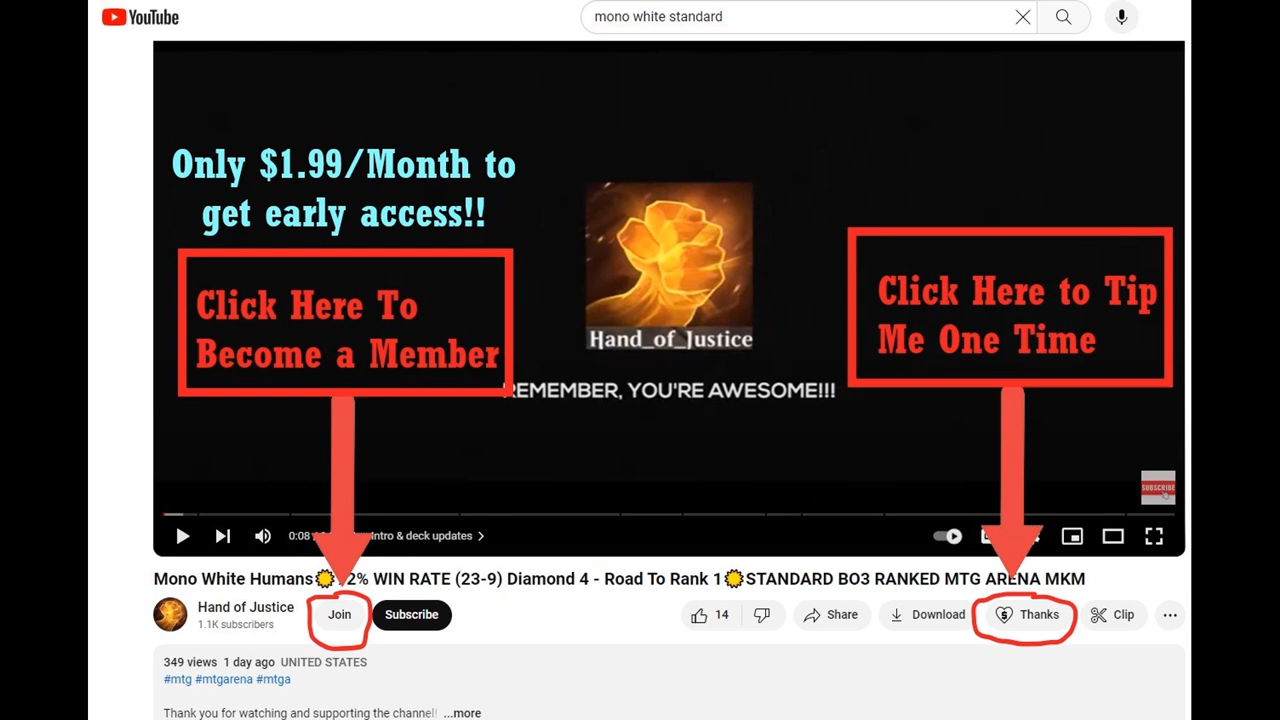 YouTube
mono white standard
Only $1.99/Month to
get early access!!
Click Here To
Become a Member
Click Here to Tip
Me One Time
Hand_of_Justice
REMEMBER, YOU'RE AWESOME!!!
SUBSCRIBE
0:08
Intro & deck updates
Mono White Humans 2% WIN RATE (23-9) Diamond 4 - Road To Rank 1 STANDARD BO3 RANKED MTG ARENA MKM
Hand of Justice
1.1K subscribers
Join
Subscribe
14
Share
Download
Thanks
Clip
349 views 1 day ago UNITED STATES
#mtg #mtgarena #mtga
Thank you for watching and supporting the channel! ...more